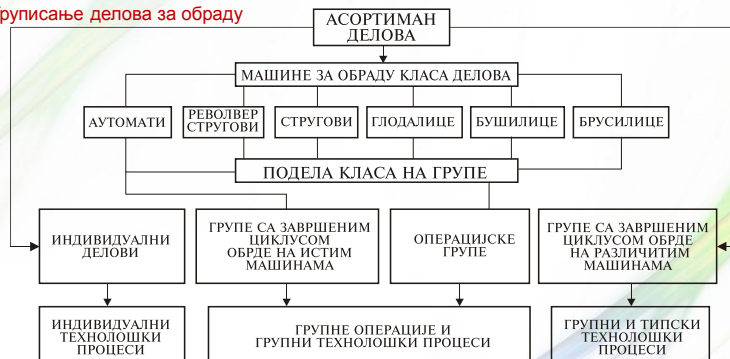 Груписање делова за обраду
АСОРТИМАН
ДЕЛОВА
МАШИНЕ ЗА ОБРАДУ КЛАСА ДЕЛОВА
АУТОМАТИ
РЕВОЛВЕР
СТРУГОВИ
СТРУГОВИ
ГЛОДАЛИЦЕ
БУШИЛИЦЕ
БРУСИЛИЦЕ
ПОДЕЛА КЛАСА НА ГРУПЕ
ИНДИВИДУАЛНИ
ДЕЛОВИ
ГРУПЕ СА ЗАВРШЕНИМ
ЦИКЛУСОМ
ОБРДЕ НА ИСТИМ
МАШИНАМА
ОПЕРАЦИЈСКЕ
ГРУПЕ
ГРУПЕ СА ЗАВРШЕНИМ
ЦИКЛУСОМ ОБРДЕ
НА РАЗЛИЧИТИМ
МАШИНАМА
ИНДИВИДУАЛНИ
ТЕХНОЛОШКИ
ПРОЦЕСИ
ГРУПНЕ ОПЕРАЦИЈЕ И
ГРУПНИ ТЕХНОЛОШКИ ПРОЦЕСИ
ГРУПНИ И ТИПСКИ
ТЕХНОЛОШКИ
ПРОЦЕСИ